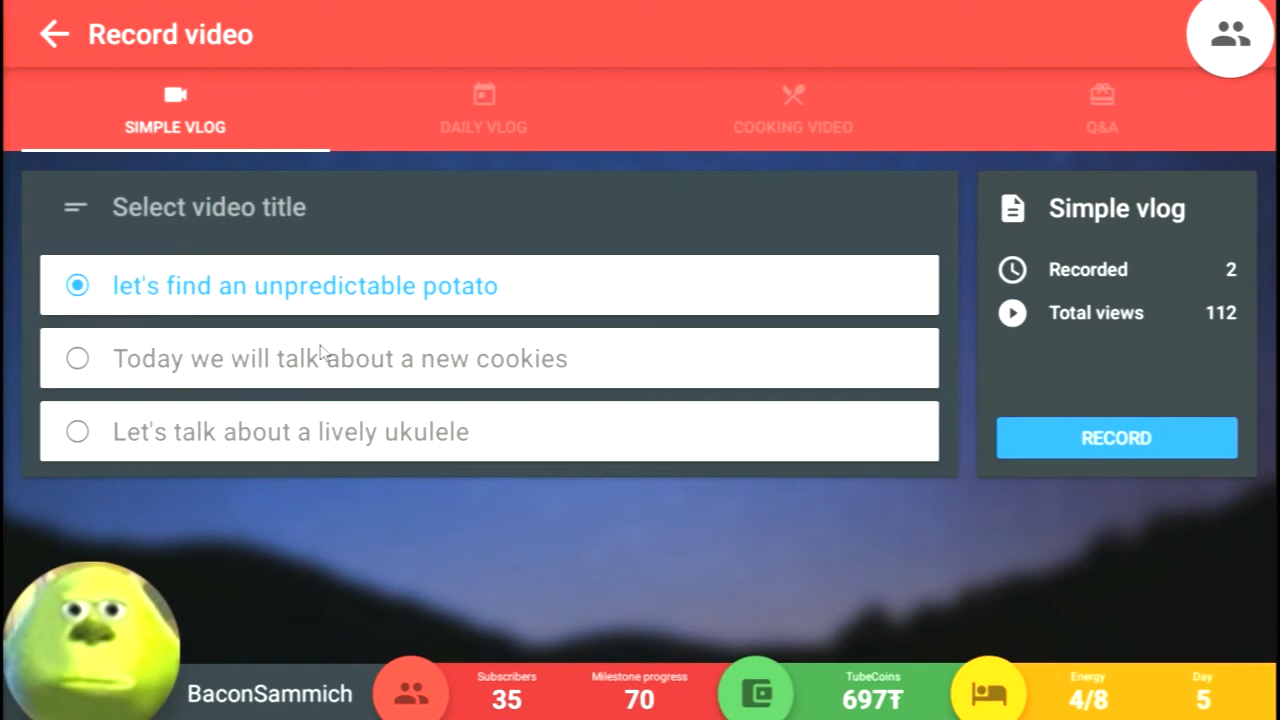 Record video
SIMPLE VLOG
DAILY VLOG
COOKING VIDEO
Q&A
Select video title
let's find an unpredictable potato
Today we will talk about a new cookies
Let's talk about a lively ukulele
Simple vlog
Recorded 2
Total views 112
RECORD
BaconSammich
Subscribers
35
Milestone progress
70
TubeCoins
697Ŧ
Energy
4/8
Day
5